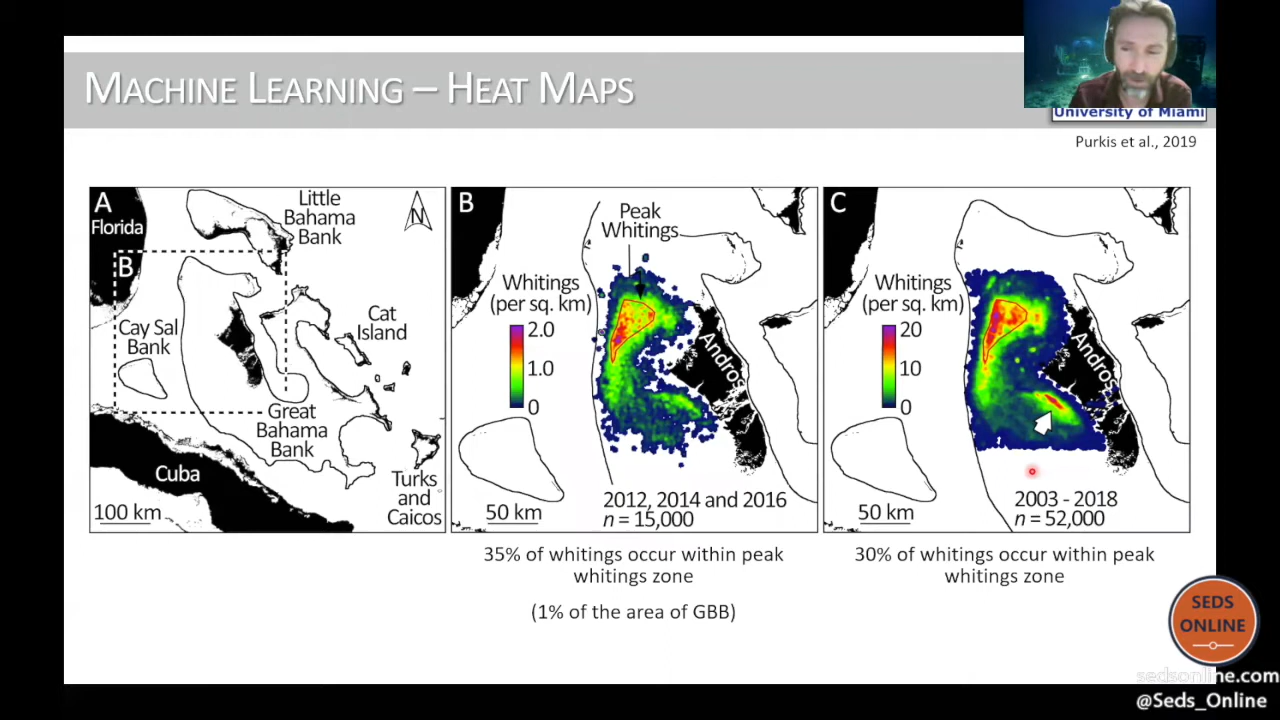 MACHINE LEARNING – HEAT MAPS
University of Miami
Purkis et al., 2019
A
Florida
Little
Bahama
Bank
N
B
Cay Sal
Bank
Cat
Island
Great
Bahama
Bank
Cuba
Turks
and
Caicos
100 km
B
Peak
Whitings
Whitings
(per sq. km)
2.0
1.0
0
Andros
50 km
2012, 2014 and 2016
n = 15,000
C
Whitings
(per sq. km)
20
10
0
Andros
50 km
2003 - 2018
n = 52,000
35% of whitings occur within peak
whitings zone
(1% of the area of GBB)
30% of whitings occur within peak
whitings zone
SEDS
ONLINE
sedsonline.com
@Seds_Online